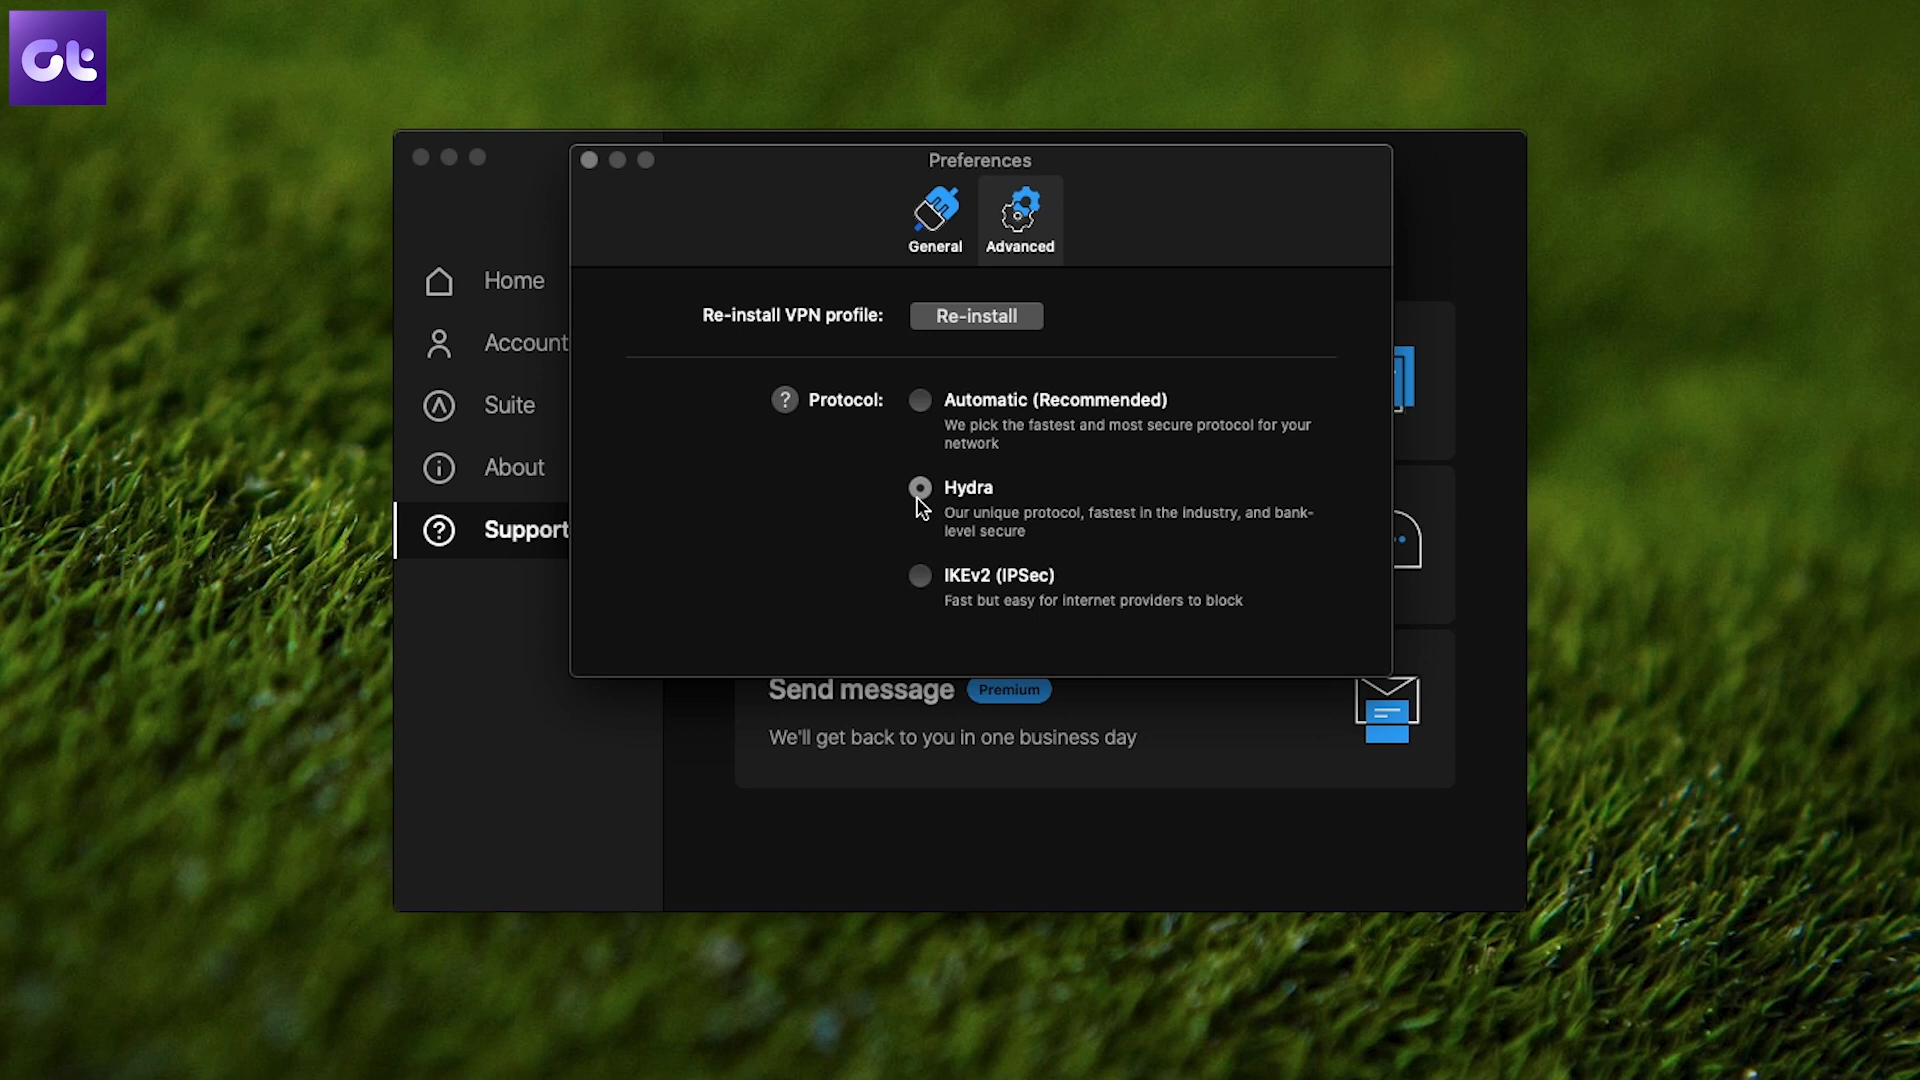 Gt
Preferences
General
Advanced
Home
Account
Suite
About
Support
Re-install VPN profile:
Re-install
? Protocol:
Automatic (Recommended)
We pick the fastest and most secure protocol for your
network
Hydra
Our unique protocol, fastest in the industry, and bank-
level secure
IKEv2 (IPSec)
Fast but easy for internet providers to block
Send message
Premium
We'll get back to you in one business day